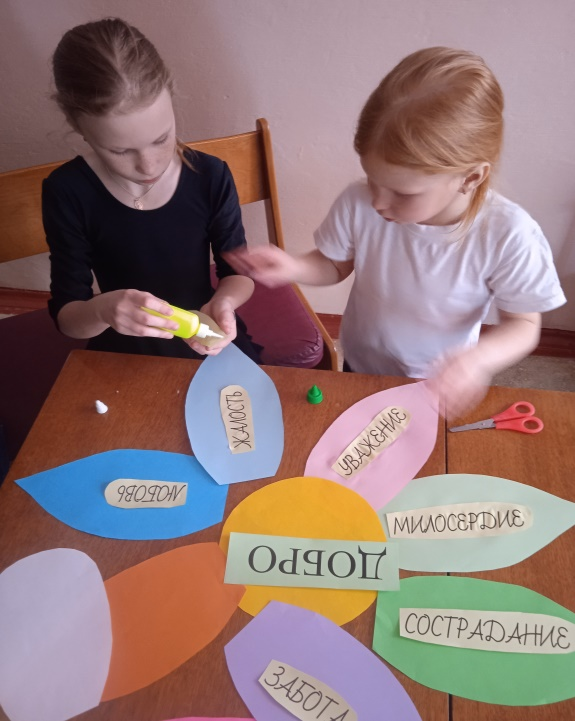 ЖАЛОСТЬ
УВАЖЕНИЕ
ЛЮБОВЬ
МИЛОСЕРДИЕ
ДОБРО
СОСТРАДАНИЕ
ЗАБОТА